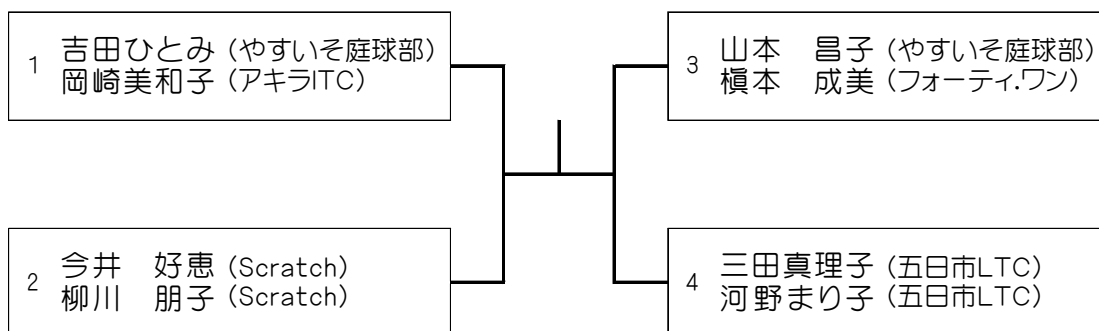 1 吉田ひとみ (やすいそ庭球部)
岡崎美和子 (アキラITC)
2 今井　好恵 (Scratch)
柳川　朋子 (Scratch)
3 山本　昌子 (やすいそ庭球部)
槇本　成美 (フォーティ.ワン)
4 三田真理子 (五日市LTC)
河野まり子 (五日市LTC)